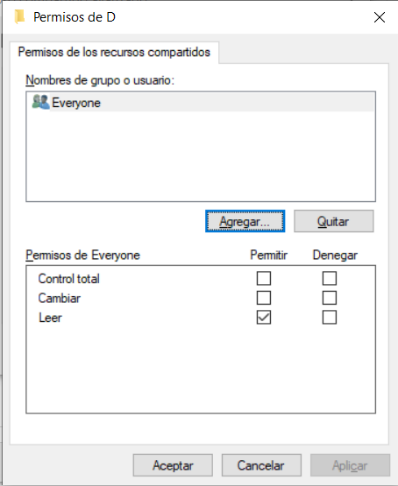 Permisos de D
Permisos de los recursos compartidos
Nombres de grupo o usuario:
Everyone
Agregar... Quitar
Permisos de Everyone Permitir Denegar
Control total
Cambiar
Leer
Aceptar Cancelar Aplicar